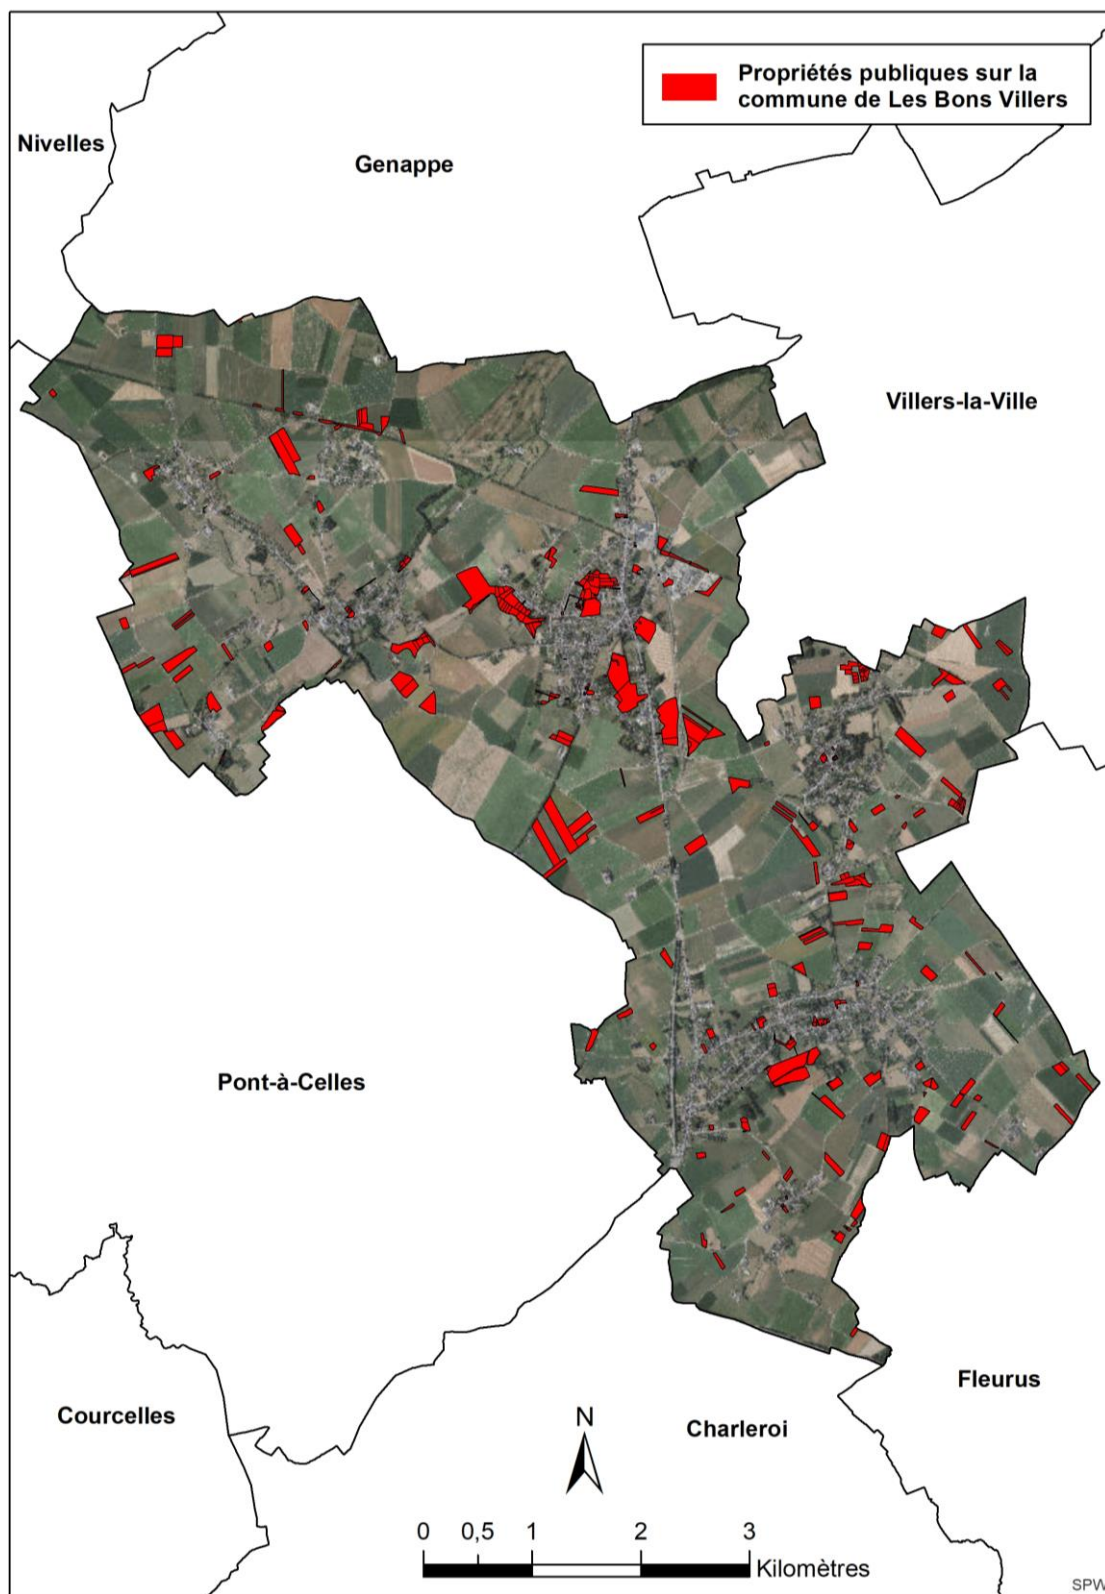 Propriétés publiques sur la
commune de Les Bons Villers
Nivelles
Genappe
Villers-la-Ville
Pont-à-Celles
Fleurus
Courcelles
Charleroi
N
0 0,5 1 2 3
Kilomètres
SPW